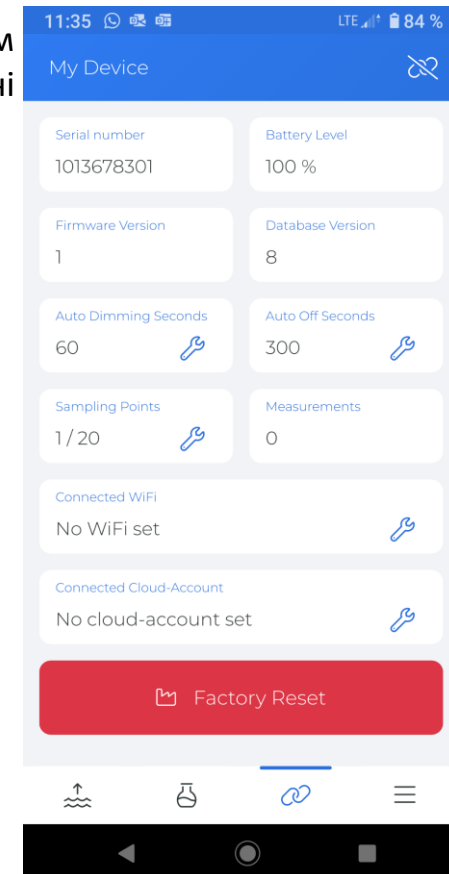 11:35 LTE 84 %
My Device
Serial number Battery Level
1013678301 100 %
Firmware Version Database Version
1 8
Auto Dimming Seconds Auto Off Seconds
60 300
Sampling Points Measurements
1 / 20 0
Connected WiFi
No WiFi set
Connected Cloud-Account
No cloud-account set
Factory Reset